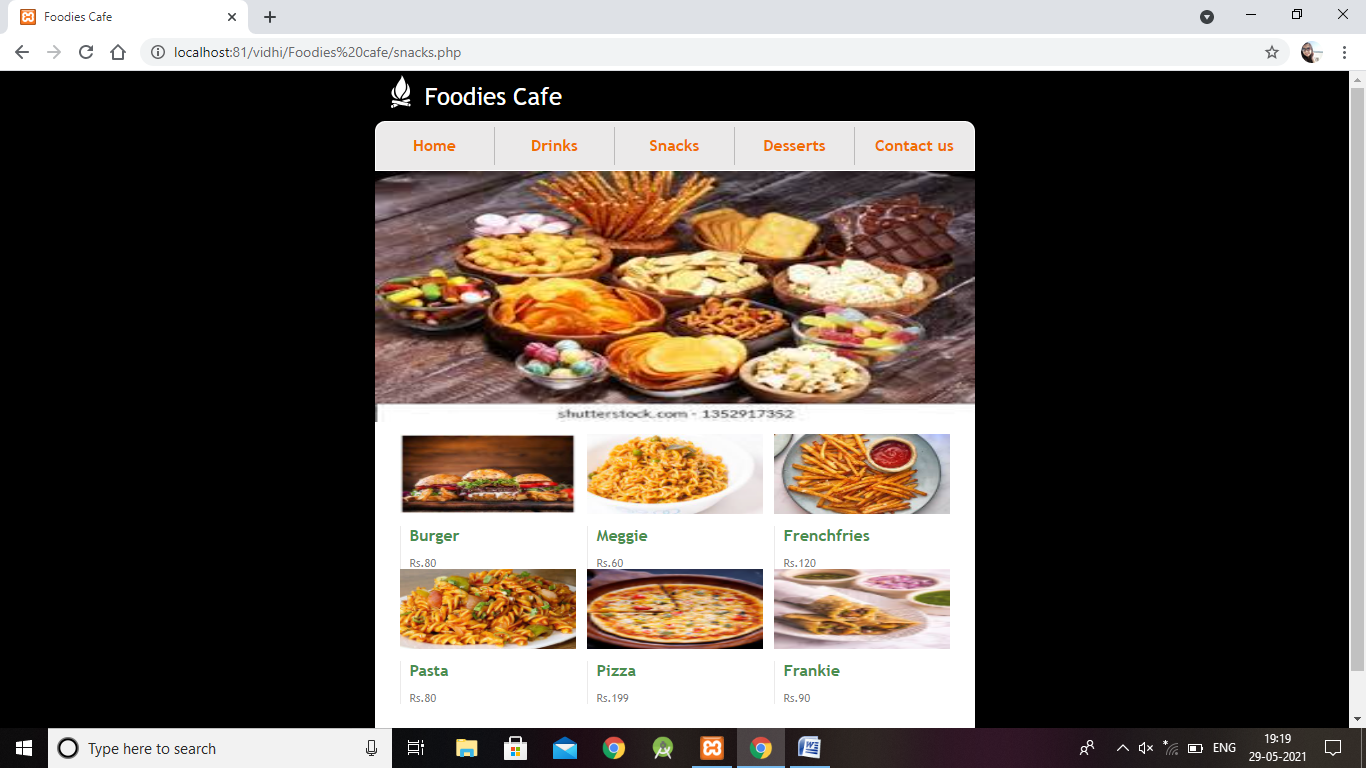 Foodies Cafe
localhost:81/vidhi/Foodies%20cafe/snacks.php
Foodies Cafe
Home Drinks Snacks Desserts Contact us
shutterstock.com - 1352917352
Burger Meggie Frenchfries
Rs.80 Rs.60 Rs.120
Pasta Pizza Frankie
Rs.80 Rs.199 Rs.90
Type here to search
ENG
19:19
29-05-2021